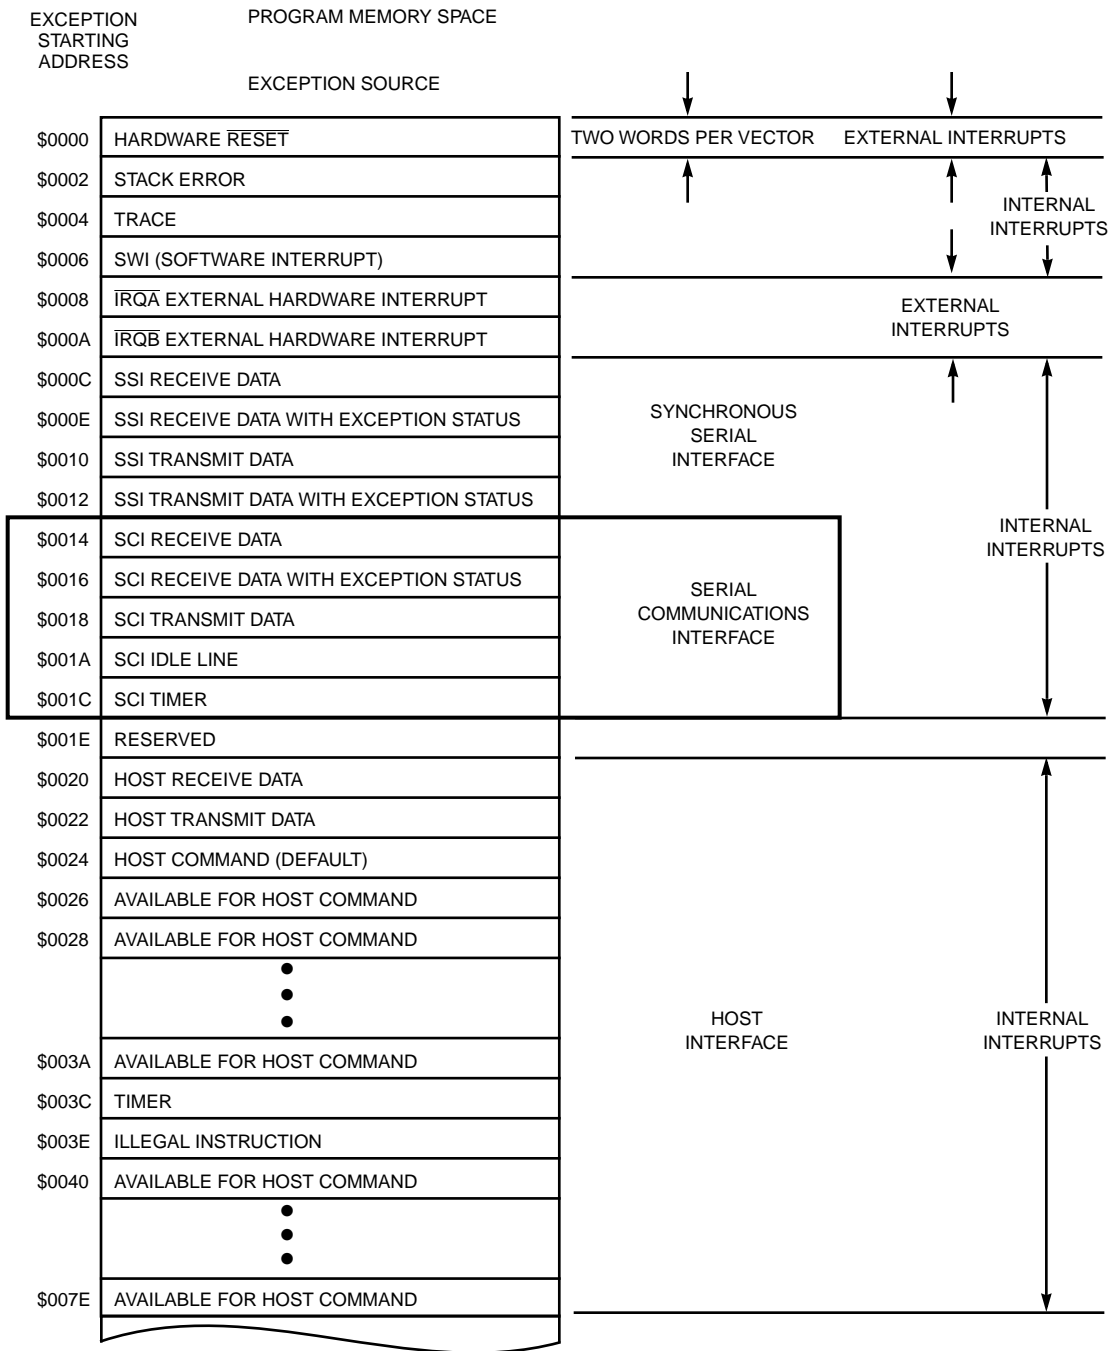 EXCEPTION
STARTING
ADDRESS
PROGRAM MEMORY SPACE
EXCEPTION SOURCE
$0000 HARDWARE RESET TWO WORDS PER VECTOR EXTERNAL INTERRUPTS
$0002 STACK ERROR
$0004 TRACE
INTERNAL
INTERRUPTS
$0006 SWI (SOFTWARE INTERRUPT)
$0008 IRQA EXTERNAL HARDWARE INTERRUPT
$000A IRQB EXTERNAL HARDWARE INTERRUPT
EXTERNAL
INTERRUPTS
$000C SSI RECEIVE DATA
$000E SSI RECEIVE DATA WITH EXCEPTION STATUS
$0010 SSI TRANSMIT DATA
$0012 SSI TRANSMIT DATA WITH EXCEPTION STATUS
SYNCHRONOUS
SERIAL
INTERFACE
$0014 SCI RECEIVE DATA
$0016 SCI RECEIVE DATA WITH EXCEPTION STATUS
$0018 SCI TRANSMIT DATA
$001A SCI IDLE LINE
$001C SCI TIMER
SERIAL
COMMUNICATIONS
INTERFACE
INTERNAL
INTERRUPTS
$001E RESERVED
$0020 HOST RECEIVE DATA
$0022 HOST TRANSMIT DATA
$0024 HOST COMMAND (DEFAULT)
$0026 AVAILABLE FOR HOST COMMAND
$0028 AVAILABLE FOR HOST COMMAND
$003A AVAILABLE FOR HOST COMMAND
$003C TIMER
$003E ILLEGAL INSTRUCTION
$0040 AVAILABLE FOR HOST COMMAND
$007E AVAILABLE FOR HOST COMMAND
HOST
INTERFACE
INTERNAL
INTERRUPTS